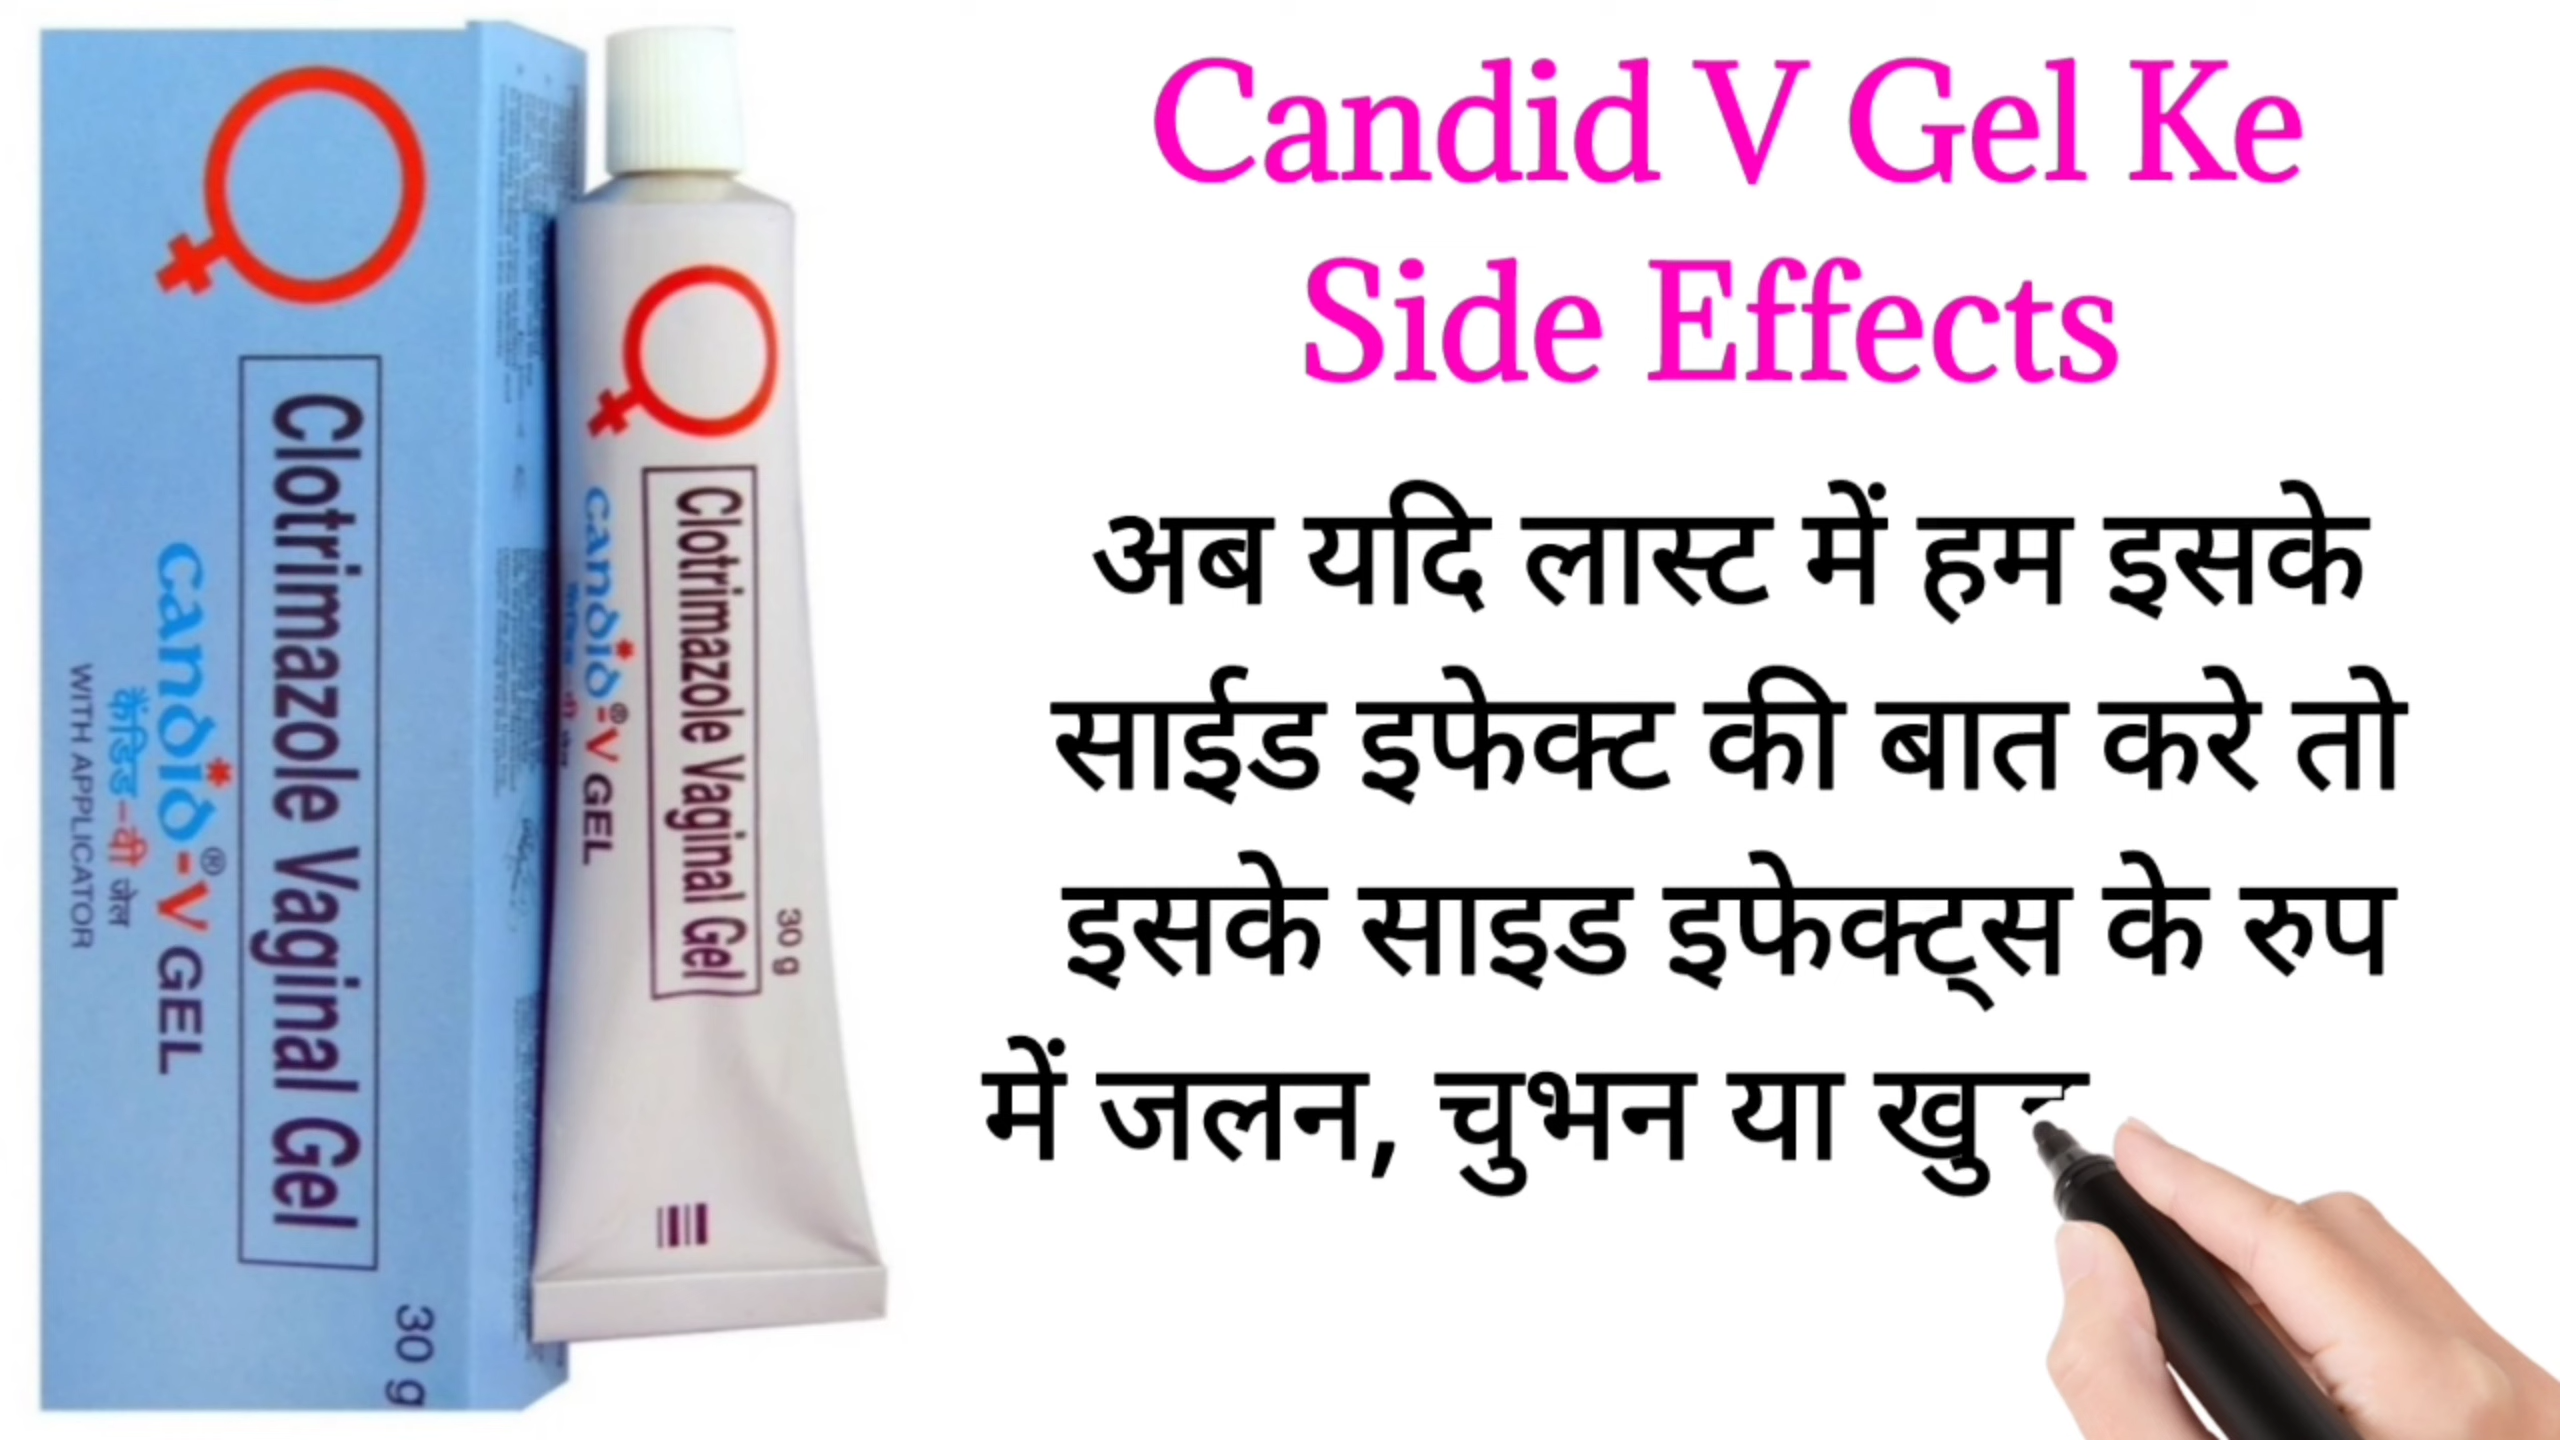 Candid V Gel Ke
Side Effects
अब यदि लास्ट में हम इसके
साईड इफेक्ट की बात करे तो
इसके साइड इफेक्ट्स के रुप
में जलन, चुभन या
Clotrimazole Vaginal Gel
30 g
candid®-V GEL
कैंडिड-वी जेल
WITH APPLICATOR
Clotrimazole Vaginal Gel
30 g
candid®-V GEL